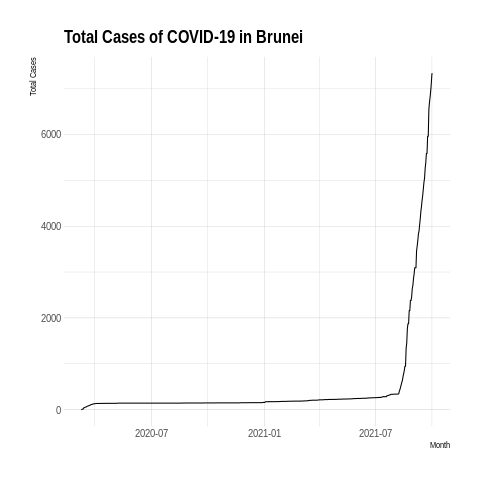 Total Cases of COVID-19 in Brunei
Total Cases
6000
4000
2000
0
2020-07 2021-01 2021-07
Month